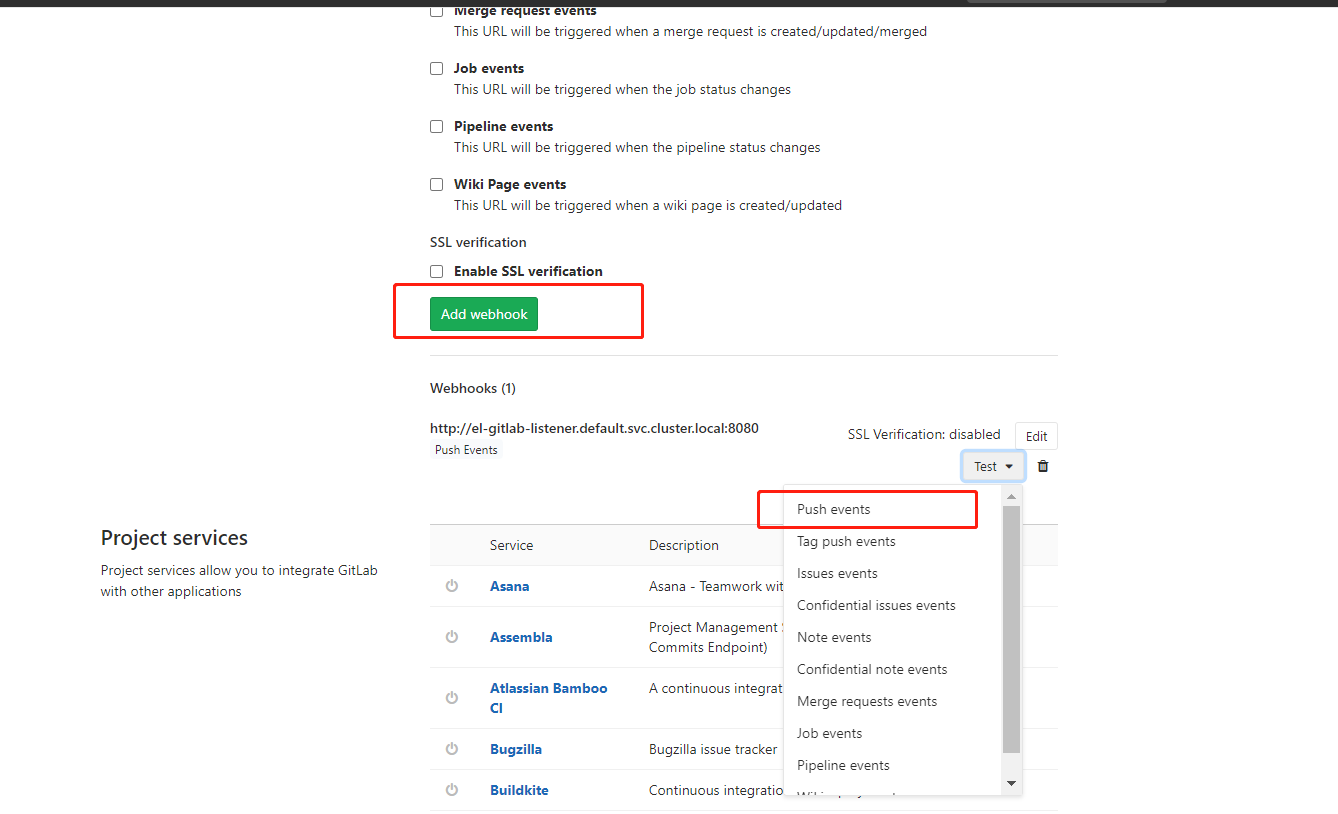 Merge request events
This URL will be triggered when a merge request is created/updated/merged
Job events
This URL will be triggered when the job status changes
Pipeline events
This URL will be triggered when the pipeline status changes
Wiki Page events
This URL will be triggered when a wiki page is created/updated
SSL verification
Enable SSL verification
Add webhook
Webhooks (1)
http://el-gitlab-listener.default.svc.cluster.local:8080
Push Events
SSL Verification: disabled
Edit
Test
Push events
Tag push events
Issues events
Confidential issues events
Note events
Confidential note events
Merge requests events
Job events
Pipeline events
Project services
Project services allow you to integrate GitLab
with other applications
Service Description
Asana Asana - Teamwork
Assembla Project Management
Commits Endpoint)
Atlassian Bamboo
CI
A continuous
Bugzilla Bugzilla issue tracker
Buildkite Continuous